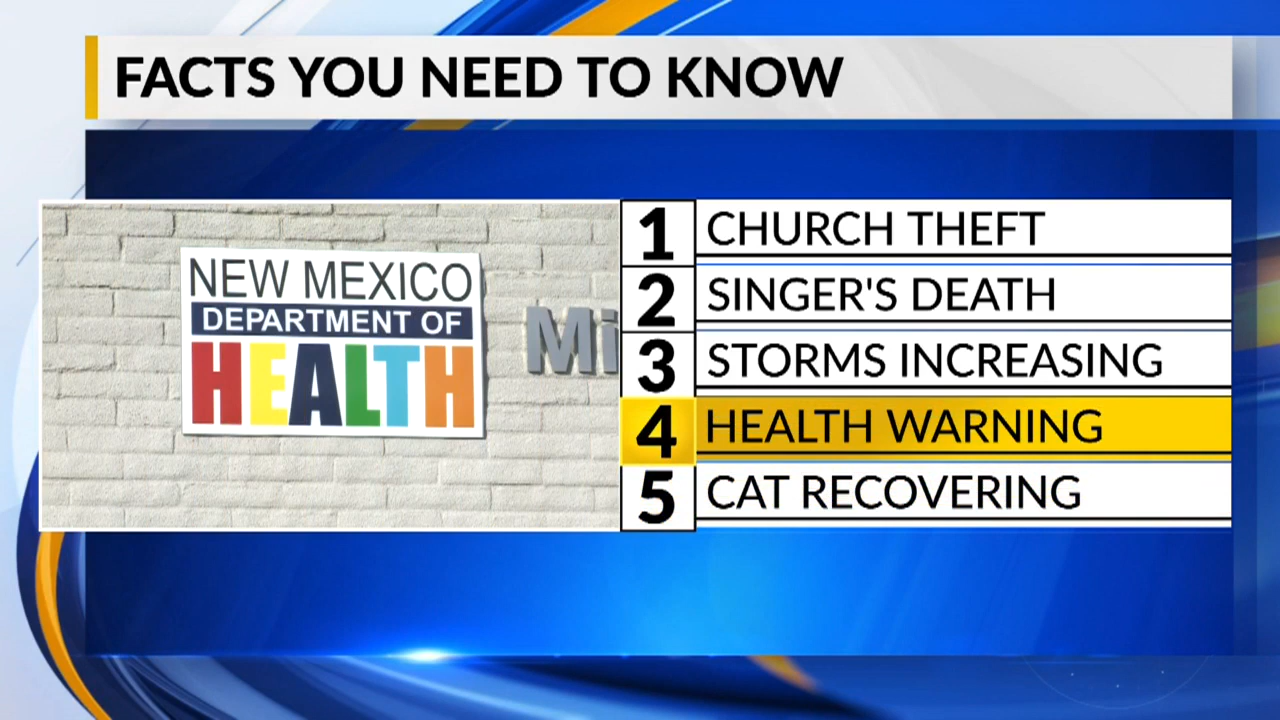 FACTS YOU NEED TO KNOW
NEW MEXICO
DEPARTMENT OF
HEALTH
Mi
1 CHURCH THEFT
2 SINGER'S DEATH
3 STORMS INCREASING
4 HEALTH WARNING
5 CAT RECOVERING